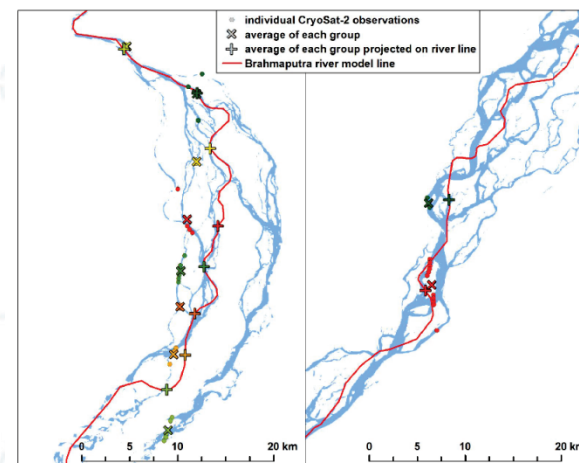 individual CryoSat-2 observations
average of each group
average of each group projected on river line
Brahmaputra river model line
0 5 10 20 km
0 5 10 20 km